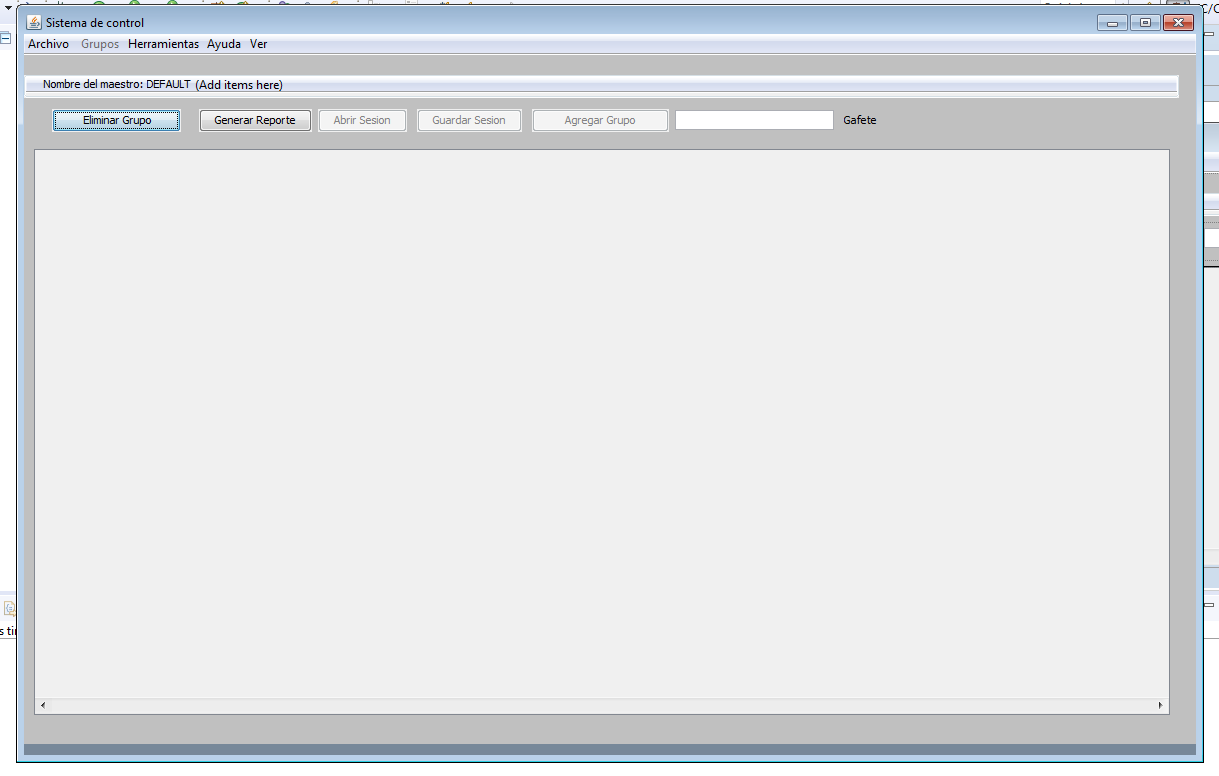 Sistema de control
Archivo Grupos Herramientas Ayuda Ver
Nombre del maestro: DEFAULT (Add items here)
Eliminar Grupo Generar Reporte Abrir Sesion Guardar Sesion Agregar Grupo Gafete